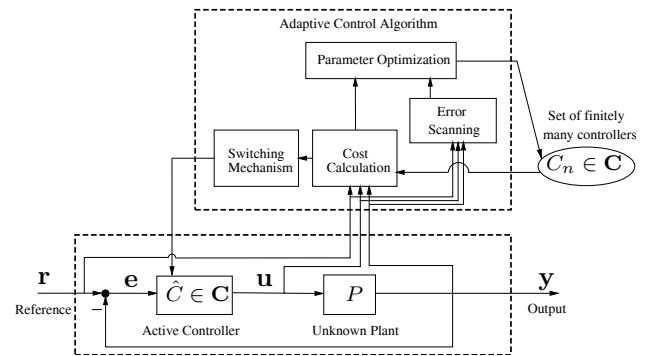 Adaptive Control Algorithm
Parameter Optimization
Error
Scanning
Set of finitely
many controllers
Switching
Mechanism
Cost
Calculation
Cₙ ∈ 𝐂
r
e
u
y
Ĉ ∈ 𝐂
P
Reference
−
Output
Active Controller
Unknown Plant